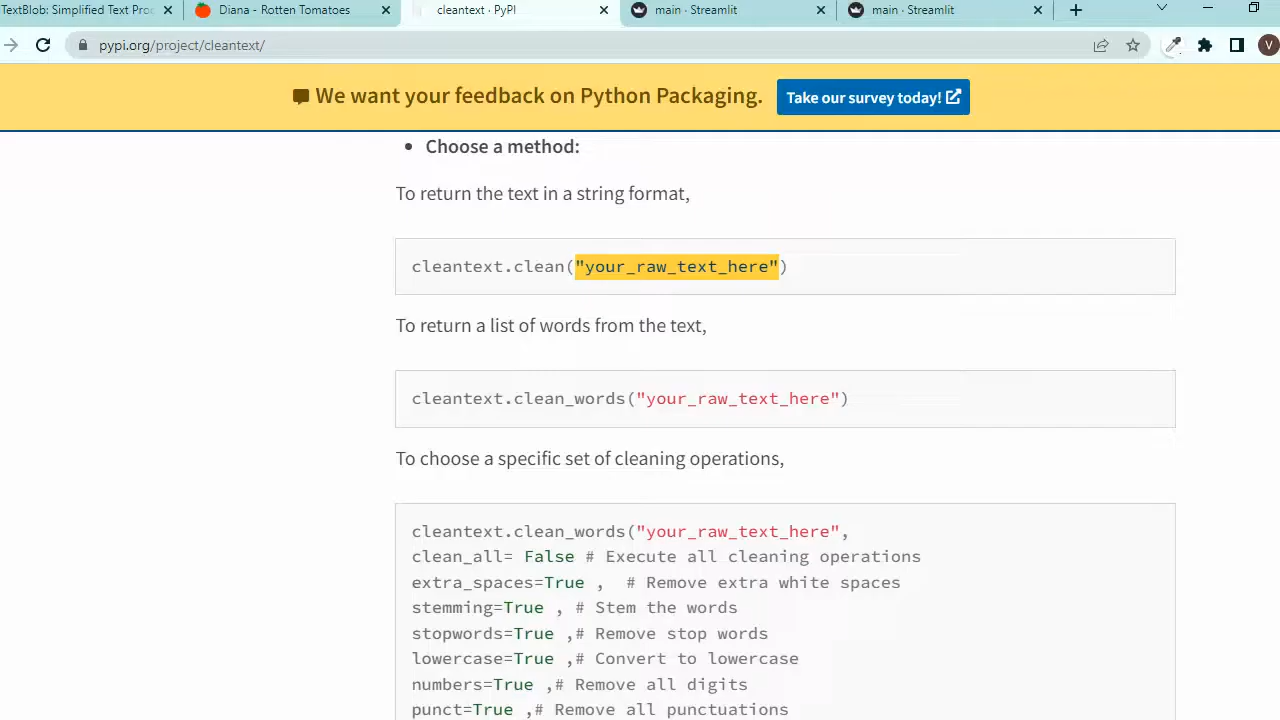 TextBlob: Simplified Text Proc
Diana - Rotten Tomatoes
cleantext · PyPI
main · Streamlit
main · Streamlit
pypi.org/project/cleantext/
V
We want your feedback on Python Packaging.
Take our survey today!
• Choose a method:
To return the text in a string format,
cleantext.clean("your_raw_text_here")
To return a list of words from the text,
cleantext.clean_words("your_raw_text_here")
To choose a specific set of cleaning operations,
cleantext.clean_words("your_raw_text_here",
clean_all= False # Execute all cleaning operations
extra_spaces=True ,  # Remove extra white spaces
stemming=True , # Stem the words
stopwords=True ,# Remove stop words
lowercase=True ,# Convert to lowercase
numbers=True ,# Remove all digits
punct=True ,# Remove all punctuations